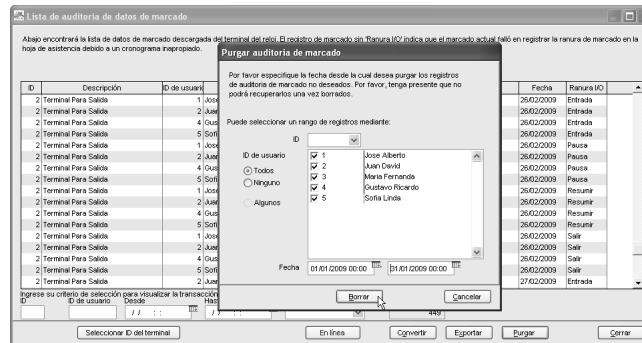 Lista de auditoria de datos de marcado
Abajo encontrará la lista de datos de marcado descargada del terminal del reloj. El registro de marcado sin 'Ranura I/O' indica que el marcado actual falló en registrar la ranura de marcado en la
hoja de asistencia debido a un cronograma inapropiado.
Purgar auditoria de marcado
Por favor especifique la fecha desde la cual desea purgar los registros
de auditoria de marcado no deseados. Por favor, tenga presente que no
podrá recuperarlos una vez borrados.
Puede seleccionar un rango de registros mediante:
ID
ID de usuario
Todos
Ninguno
Algunos
1 Jose Alberto
2 Juan David
3 Maria Fernanda
4 Gustavo Ricardo
5 Sofia Linda
Fecha 01/01/2009 00:00 31/01/2009 00:00
Borrar Cancelar
ID Descripción ID de usuario Fecha Ranura I/O
2 Terminal Para Salida 1 Jose 26/02/2009 Entrada
2 Terminal Para Salida 2 Juar 26/02/2009 Entrada
2 Terminal Para Salida 4 Gus 26/02/2009 Entrada
2 Terminal Para Salida 5 Sofi 26/02/2009 Entrada
2 Terminal Para Salida 1 Jose 26/02/2009 Pausa
2 Terminal Para Salida 2 Juar 26/02/2009 Pausa
2 Terminal Para Salida 4 Gus 26/02/2009 Pausa
2 Terminal Para Salida 5 Sofi 26/02/2009 Pausa
2 Terminal Para Salida 1 Jose 26/02/2009 Resumir
2 Terminal Para Salida 2 Juar 26/02/2009 Resumir
2 Terminal Para Salida 4 Gus 26/02/2009 Resumir
2 Terminal Para Salida 5 Sofi 26/02/2009 Resumir
2 Terminal Para Salida 1 Jose 26/02/2009 Salir
2 Terminal Para Salida 2 Juar 26/02/2009 Salir
2 Terminal Para Salida 4 Gus 26/02/2009 Salir
2 Terminal Para Salida 5 Sofi 26/02/2009 Salir
2 Terminal Para Salida 2 Juar 27/02/2009 Entrada
Ingrese su criterio de selección para visualizar la transacción
ID ID de usuario Desde Has
/ / : : / / : : 449
Seleccionar ID del terminal En línea Convertir Exportar Purgar Cerrar